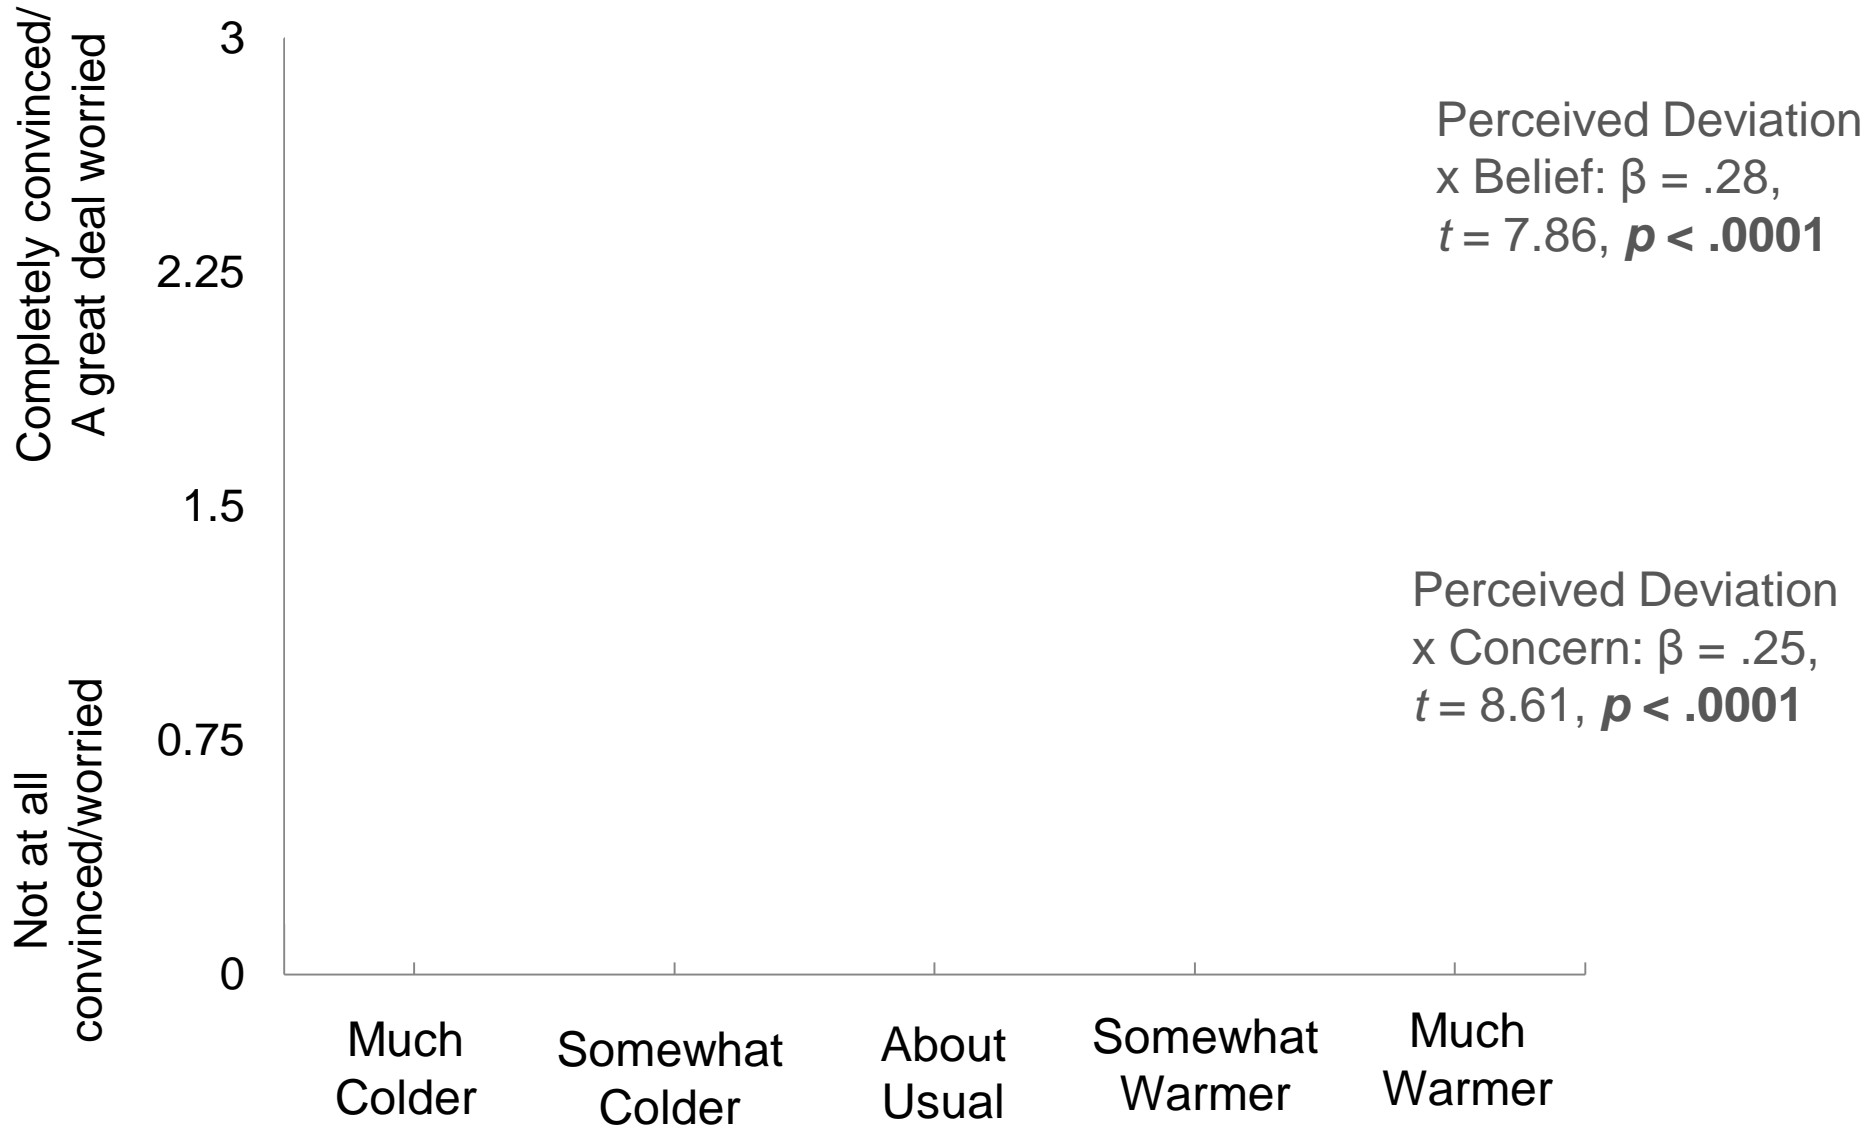 Completely convinced/
A great deal worried
Not at all
convinced/worried
3
2.25
1.5
0.75
0
Perceived Deviation
x Belief: β = .28,
t = 7.86, p < .0001
Perceived Deviation
x Concern: β = .25,
t = 8.61, p < .0001
Much
Colder
Somewhat
Colder
About
Usual
Somewhat
Warmer
Much
Warmer